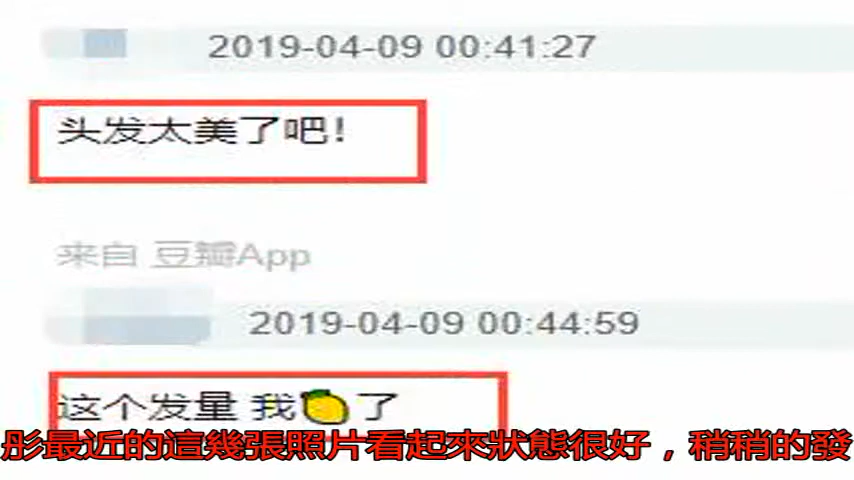 2019-04-09 00:41:27
头发太美了吧！
来自 豆瓣App
2019-04-09 00:44:59
这个发量 我🍋了
彤最近的這幾張照片看起來狀態很好，稍稍的發